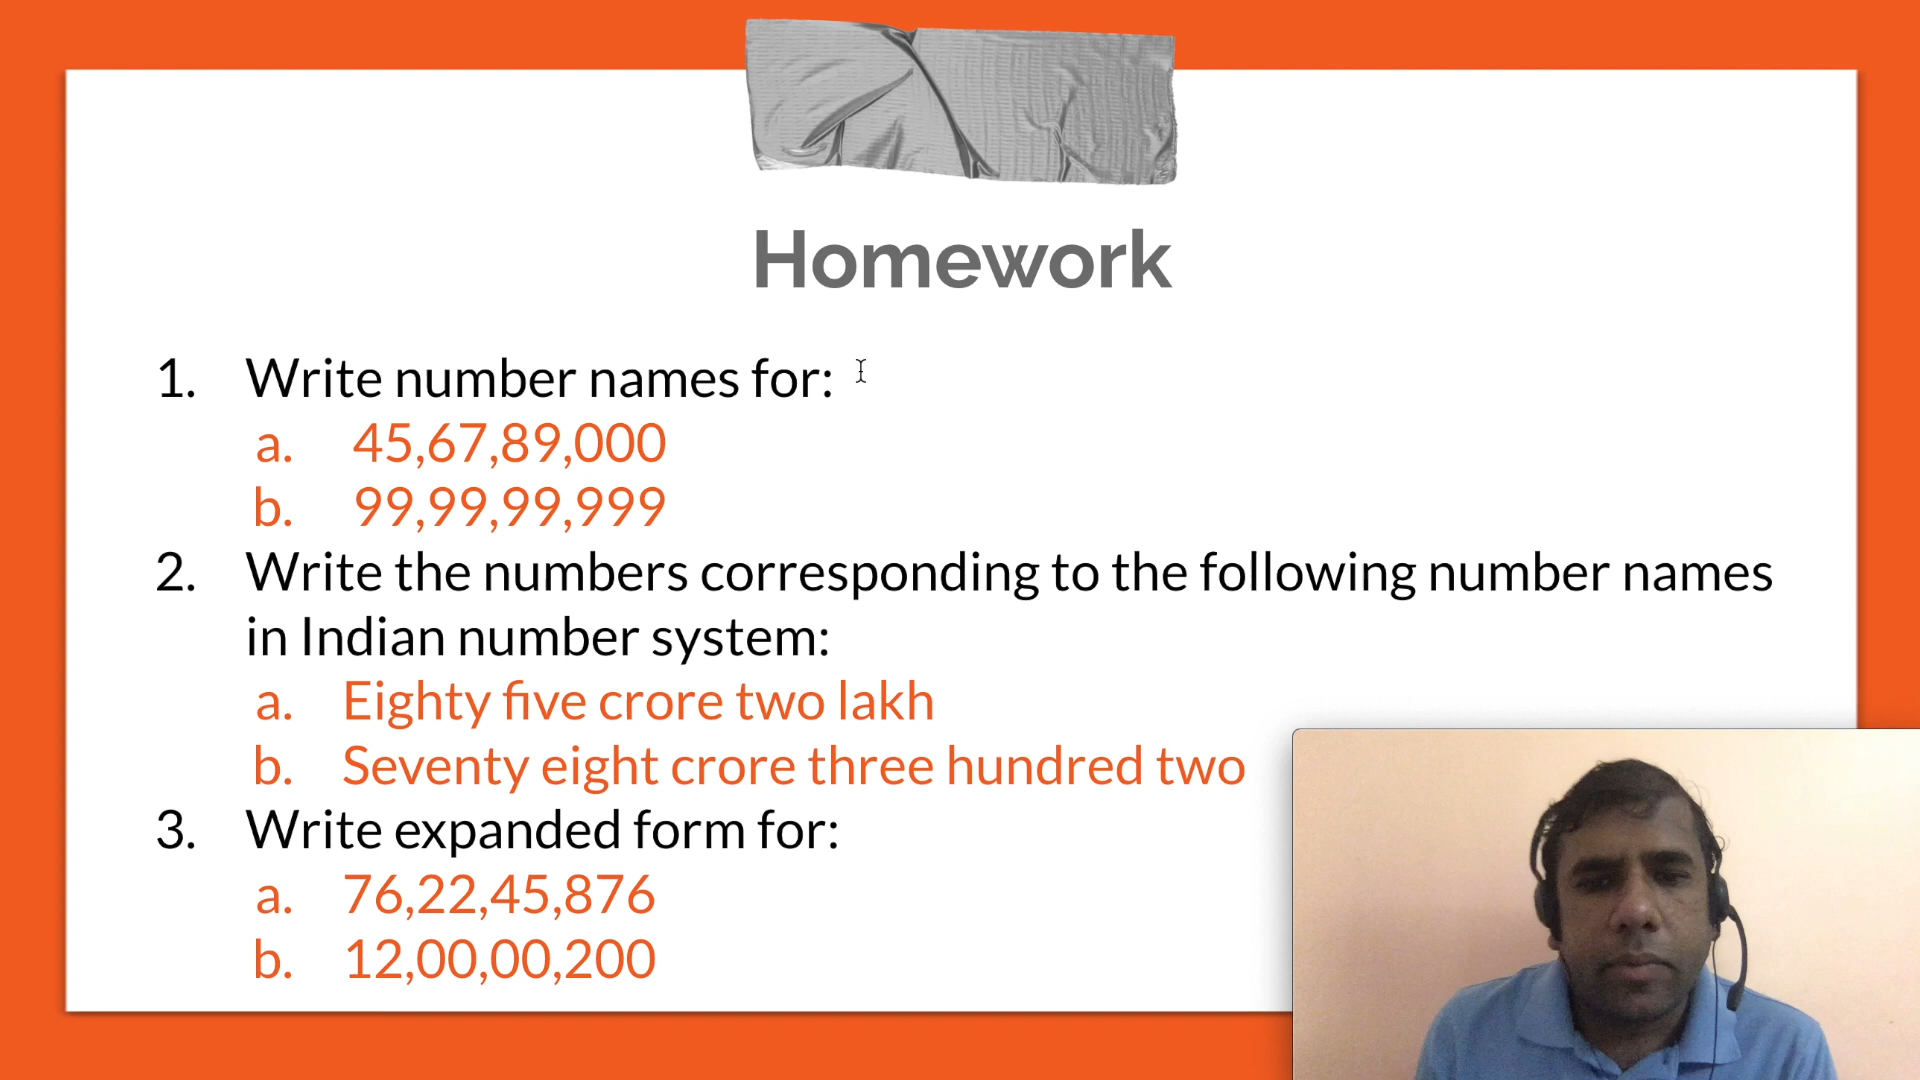 Homework
1. Write number names for:
a. 45,67,89,000
b. 99,99,99,999
2. Write the numbers corresponding to the following number names
in Indian number system:
a. Eighty five crore two lakh
b. Seventy eight crore three hundred two
3. Write expanded form for:
a. 76,22,45,876
b. 12,00,00,200